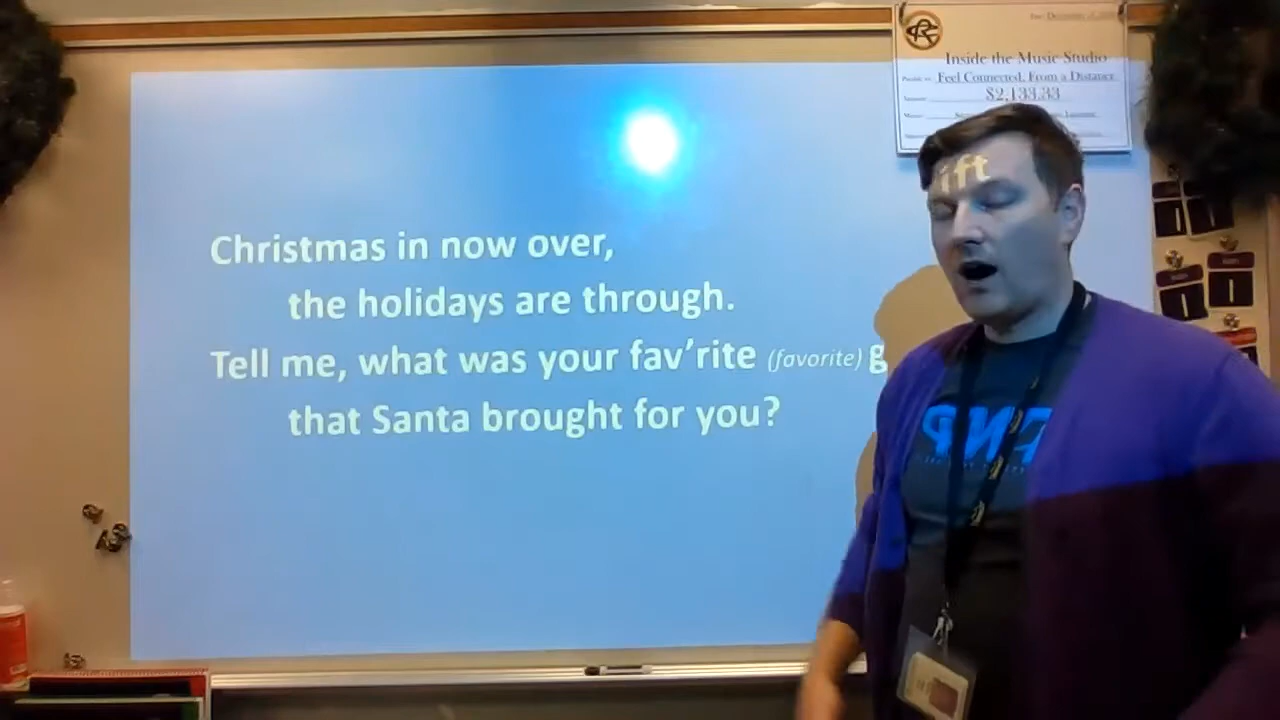 Inside the Music Studio
Feel Connected, From a Distance
$2,133.33
Christmas in now over,
the holidays are through.
Tell me, what was your fav’rite (favorite) g
ift
that Santa brought for you?